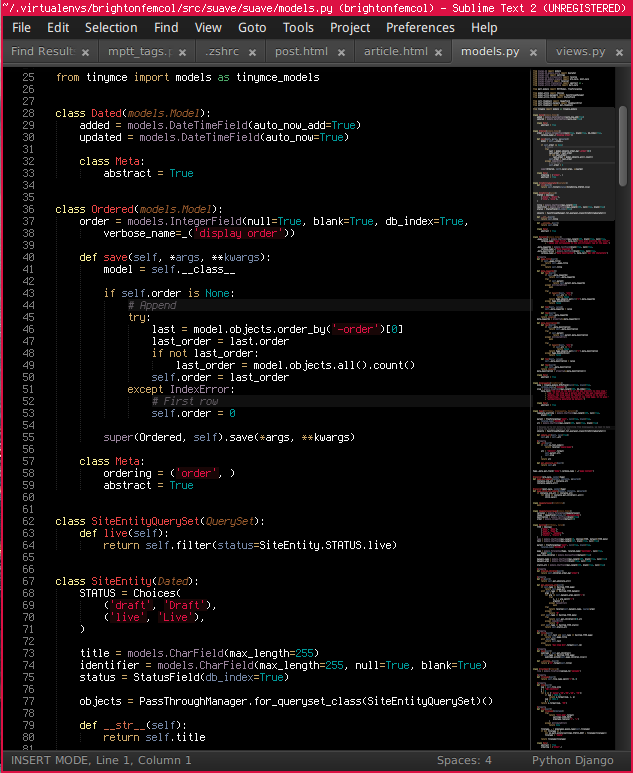 ~/.virtualenvs/brightonfemcol/src/suave/suave/models.py (brightonfemcol) - Sublime Text 2 (UNREGISTERED)
File Edit Selection Find View Goto Tools Project Preferences Help
Find Result × mptt_tags. × .zshrc × post.html × article.html × models.py × views.py ×
25 from tinymce import models as tinymce_models
26
27
28 class Dated(models.Model):
29     added = models.DateTimeField(auto_now_add=True)
30     updated = models.DateTimeField(auto_now=True)
31
32     class Meta:
33         abstract = True
34
35
36 class Ordered(models.Model):
37     order = models.IntegerField(null=True, blank=True, db_index=True,
38         verbose_name=_('display order'))
39
40     def save(self, *args, **kwargs):
41         model = self.__class__
42
43         if self.order is None:
44             # Append
45             try:
46                 last = model.objects.order_by('-order')[0]
47                 last_order = last.order
48                 if not last_order:
49                     last_order = model.objects.all().count()
50                 self.order = last_order
51             except IndexError:
52                 # First row
53                 self.order = 0
54
55         super(Ordered, self).save(*args, **kwargs)
56
57     class Meta:
58         ordering = ('order', )
59         abstract = True
60
61
62 class SiteEntityQuerySet(QuerySet):
63     def live(self):
64         return self.filter(status=SiteEntity.STATUS.live)
65
66
67 class SiteEntity(Dated):
68     STATUS = Choices(
69         ('draft', 'Draft'),
70         ('live', 'Live'),
71     )
72
73     title = models.CharField(max_length=255)
74     identifier = models.CharField(max_length=255, null=True, blank=True)
75     status = StatusField(db_index=True)
76
77     objects = PassThroughManager.for_queryset_class(SiteEntityQuerySet)()
78
79     def __str__(self):
80         return self.title
81
INSERT MODE, Line 1, Column 1 Spaces: 4 Python Django